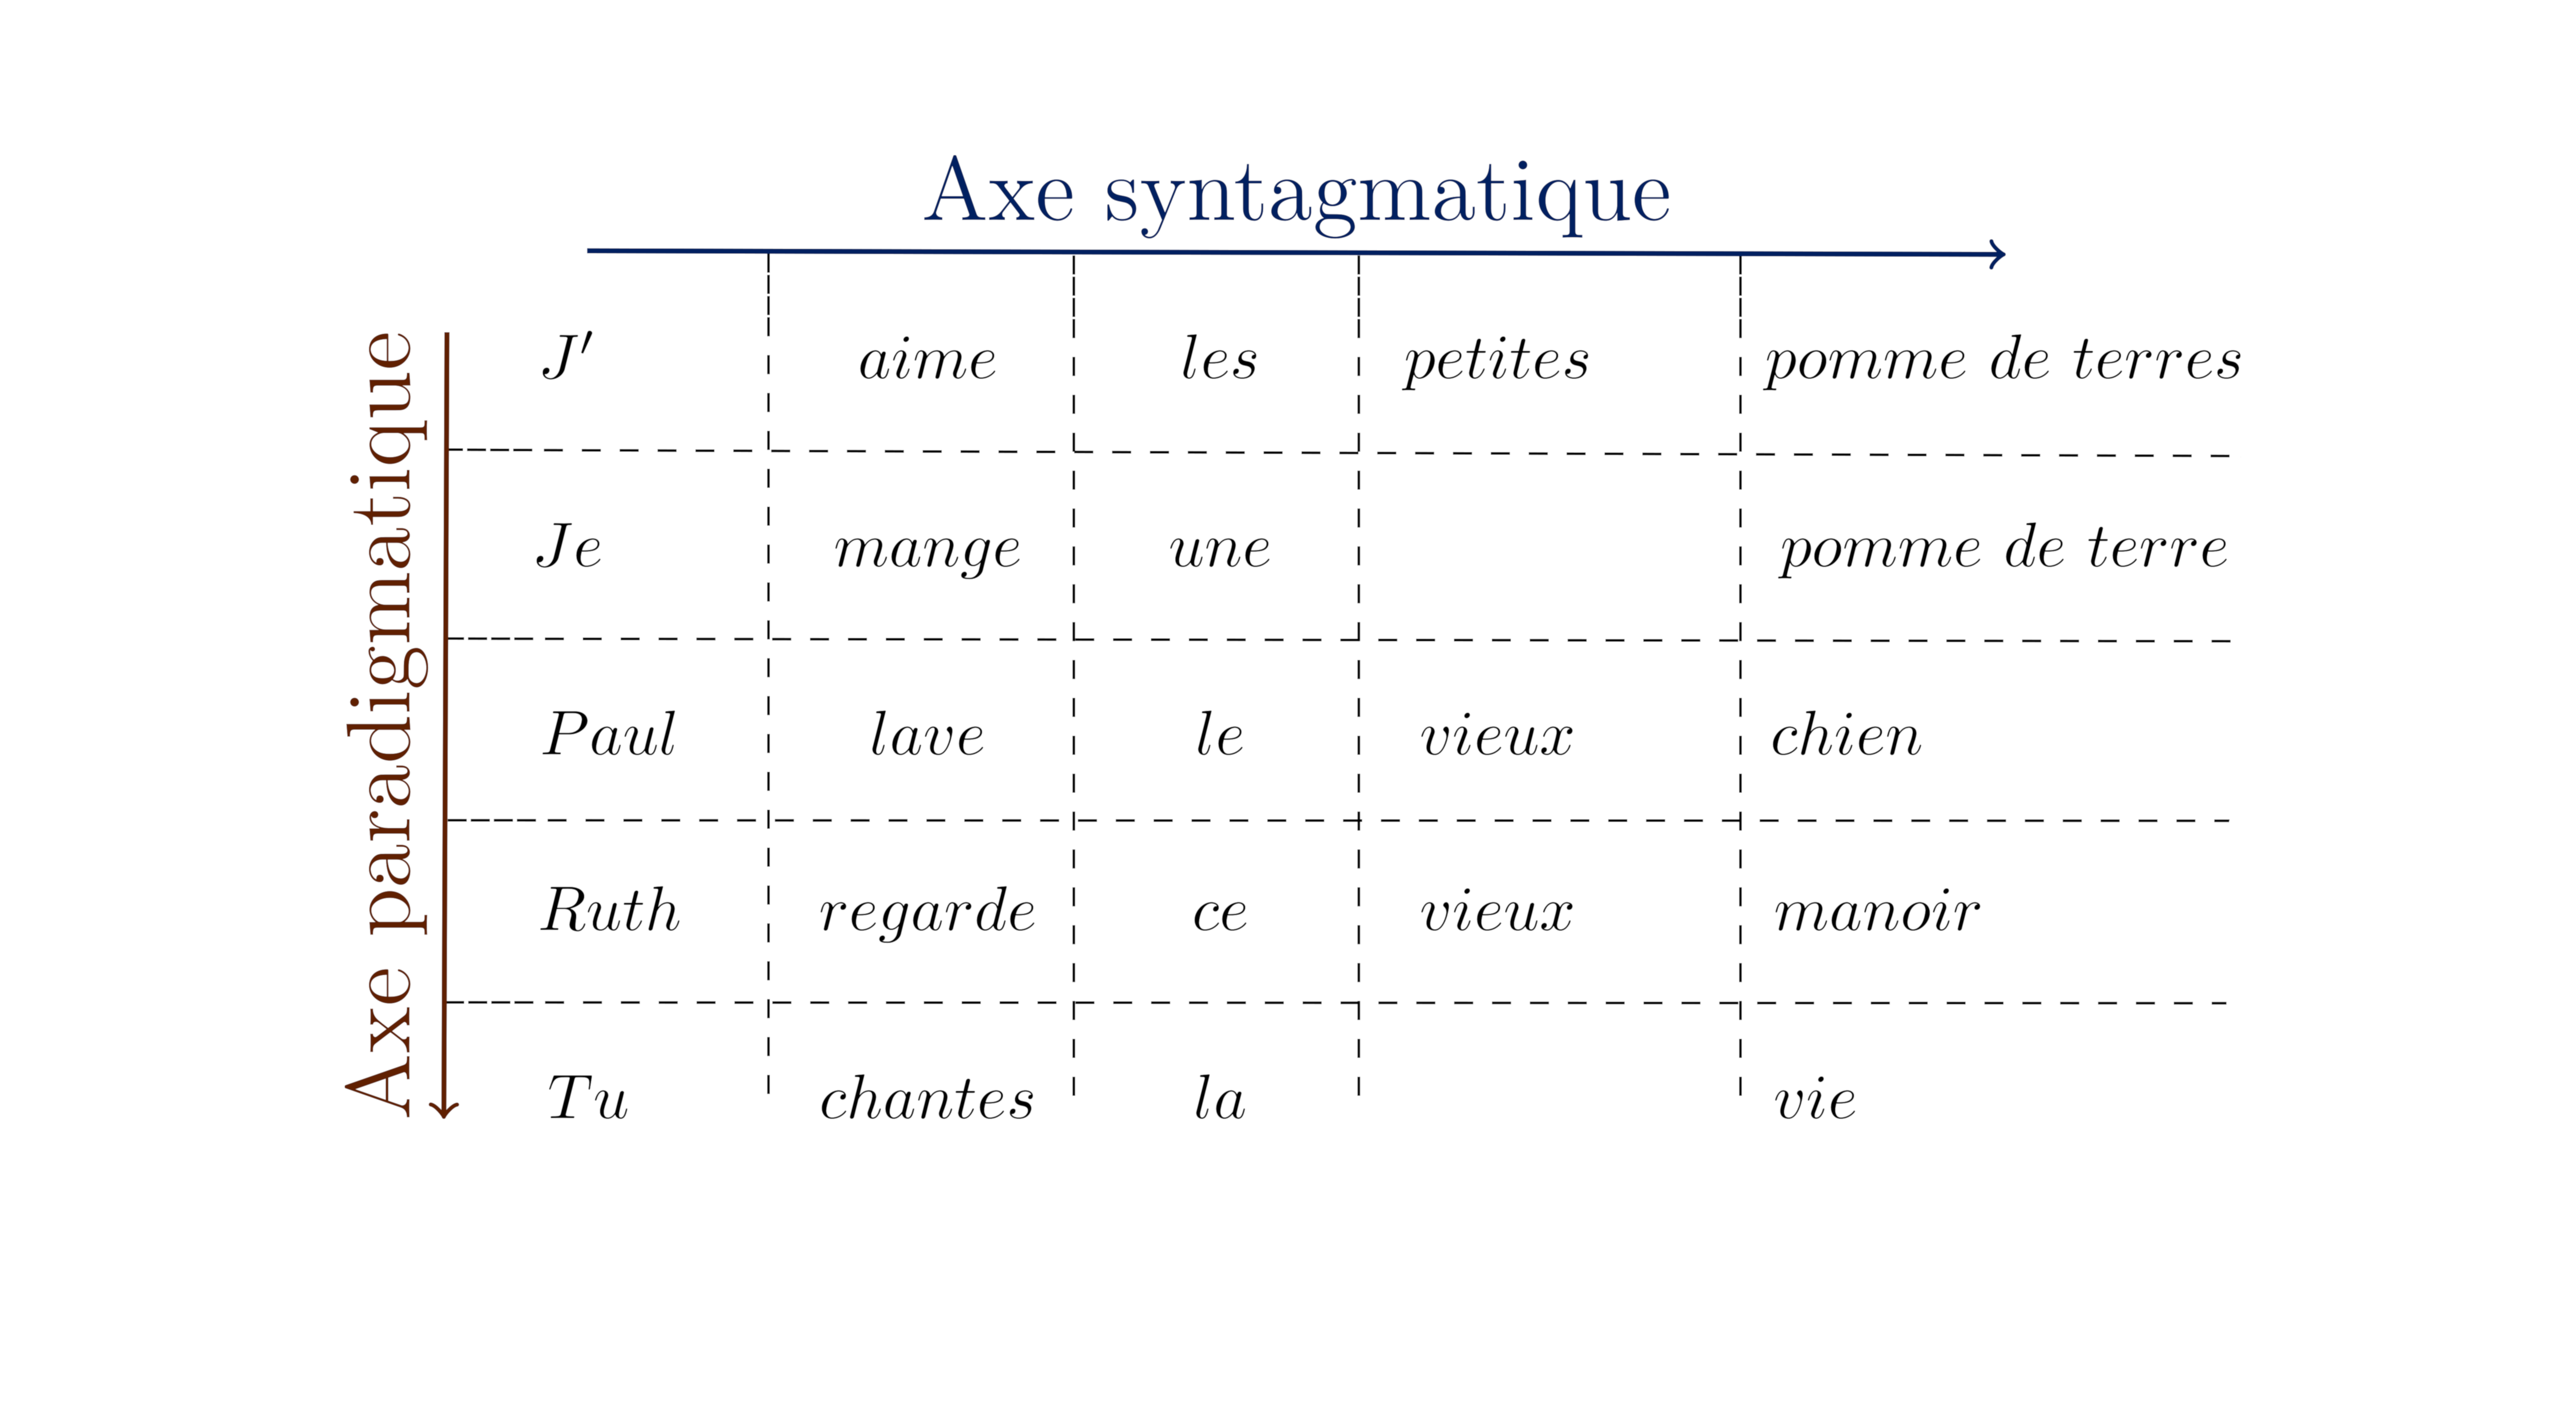 Axe syntagmatique
Axe paradigmatique
J' aime les petites pomme de terres
Je mange une pomme de terre
Paul lave le vieux chien
Ruth regarde ce vieux manoir
Tu chantes la vie